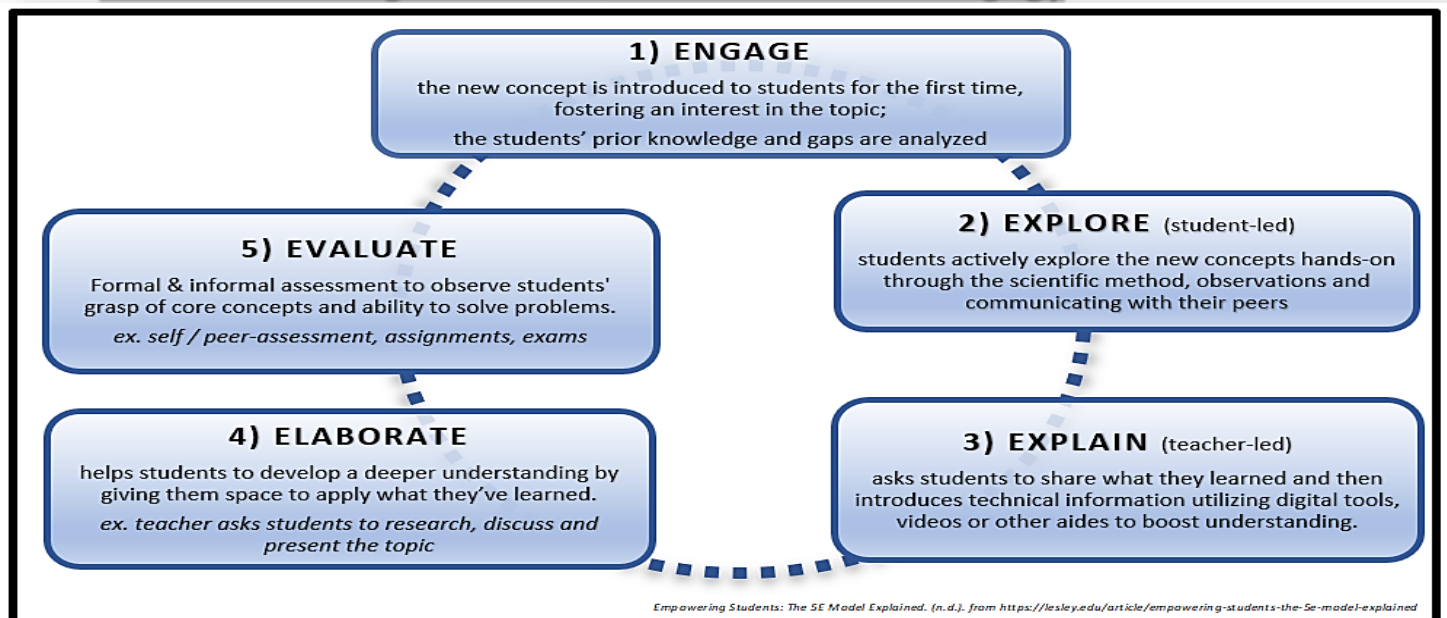 1) ENGAGE
the new concept is introduced to students for the first time,
fostering an interest in the topic;
the students' prior knowledge and gaps are analyzed
2) EXPLORE (student-led)
students actively explore the new concepts hands-on
through the scientific method, observations and
communicating with their peers
3) EXPLAIN (teacher-led)
asks students to share what they learned and then
introduces technical information utilizing digital tools,
videos or other aides to boost understanding.
4) ELABORATE
helps students to develop a deeper understanding by
giving them space to apply what they've learned.
ex. teacher asks students to research, discuss and
present the topic
5) EVALUATE
Formal & informal assessment to observe students'
grasp of core concepts and ability to solve problems.
ex. self / peer-assessment, assignments, exams
Empowering Students: The 5E Model Explained. (n.d.). from https://lesley.edu/article/empowering-students-the-5e-model-explained